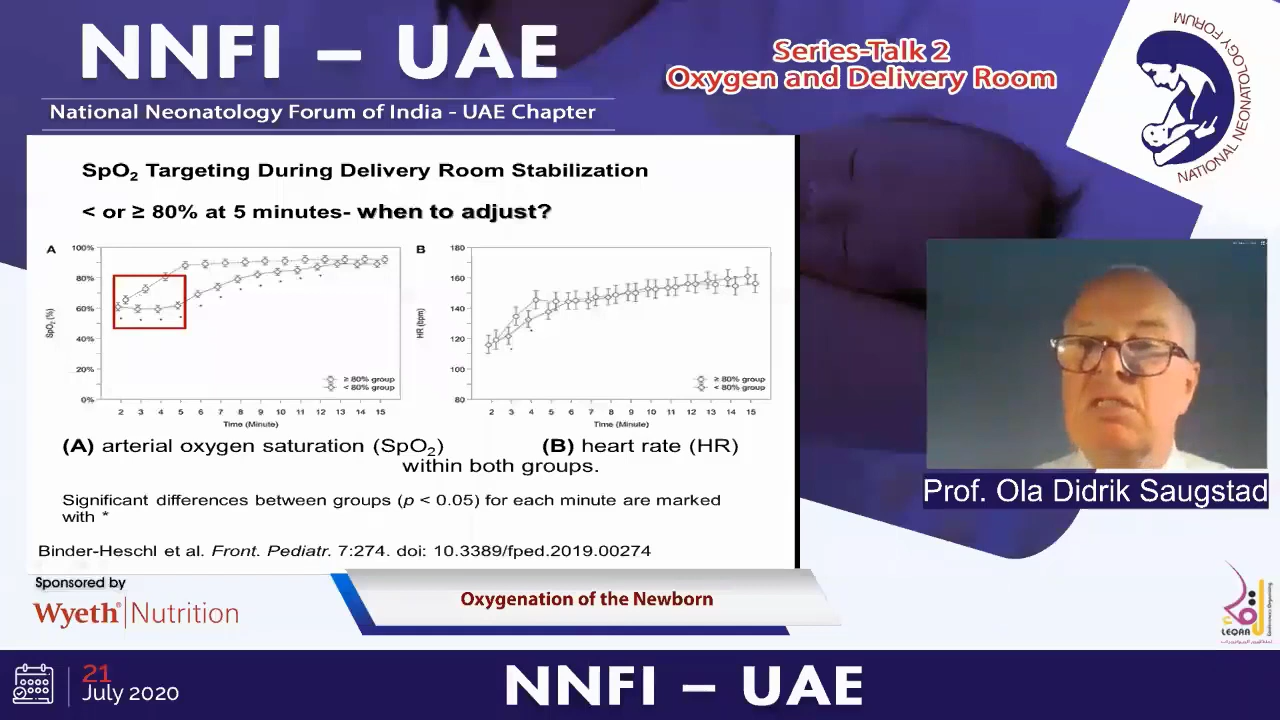 NNFI – UAE
National Neonatology Forum of India - UAE Chapter
Series-Talk 2
Oxygen and Delivery Room
NATIONAL NEONATOLOGY FORUM
SpO2 Targeting During Delivery Room Stabilization
< or ≥ 80% at 5 minutes- when to adjust?
A
100%
80%
60%
40%
20%
0%
SpO2 (%)
2 3 4 5 6 7 8 9 10 11 12 13 14 15
Time (Minute)
≥ 80% group
< 80% group
B
180
160
140
120
100
80
HR (bpm)
2 3 4 5 6 7 8 9 10 11 12 13 14 15
Time (Minute)
≥ 80% group
< 80% group
(A) arterial oxygen saturation (SpO2) (B) heart rate (HR)
within both groups.
Significant differences between groups (p < 0.05) for each minute are marked
with *
Binder-Heschl et al. Front. Pediatr. 7:274. doi: 10.3389/fped.2019.00274
Prof. Ola Didrik Saugstad
Sponsored by
Wyeth® Nutrition
Oxygenation of the Newborn
LEQAA
21
July 2020
NNFI – UAE